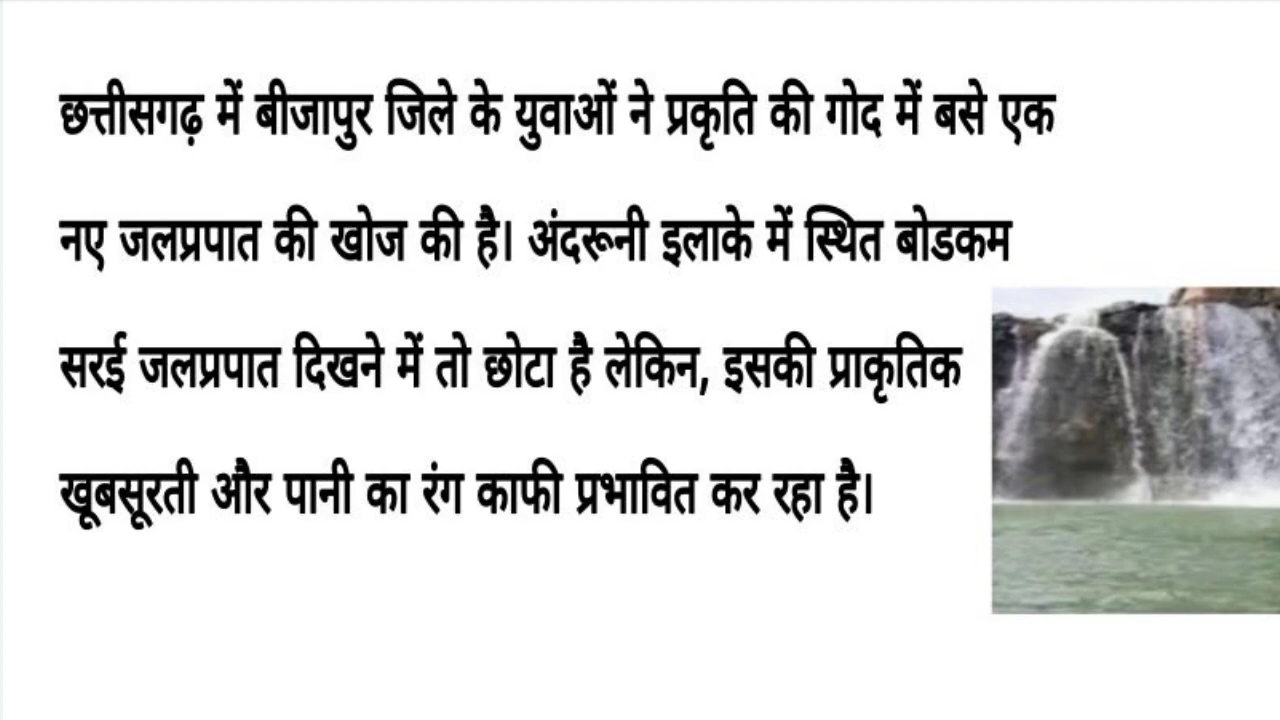 छत्तीसगढ़ में बीजापुर जिले के युवाओं ने प्रकृति की गोद में बसे एक
नए जलप्रपात की खोज की है। अंदरूनी इलाके में स्थित बोडकम
सरई जलप्रपात दिखने में तो छोटा है लेकिन, इसकी प्राकृतिक
खूबसूरती और पानी का रंग काफी प्रभावित कर रहा है।